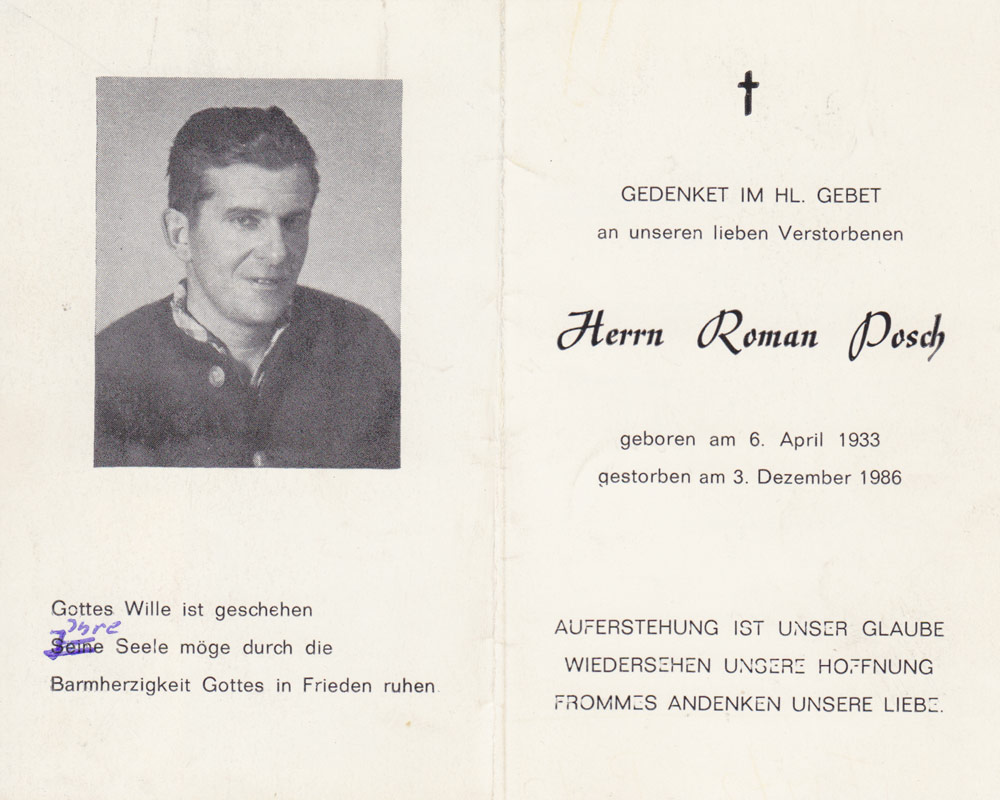 Gottes Wille ist geschehen
Ihre
Seine Seele möge durch die
Barmherzigkeit Gottes in Frieden ruhen.
GEDENKET IM HL. GEBET
an unseren lieben Verstorbenen
Herrn Roman Posch
geboren am 6. April 1933
gestorben am 3. Dezember 1986
AUFERSTEHUNG IST UNSER GLAUBE
WIEDERSEHEN UNSERE HOFFNUNG
FROMMES ANDENKEN UNSERE LIEBE.